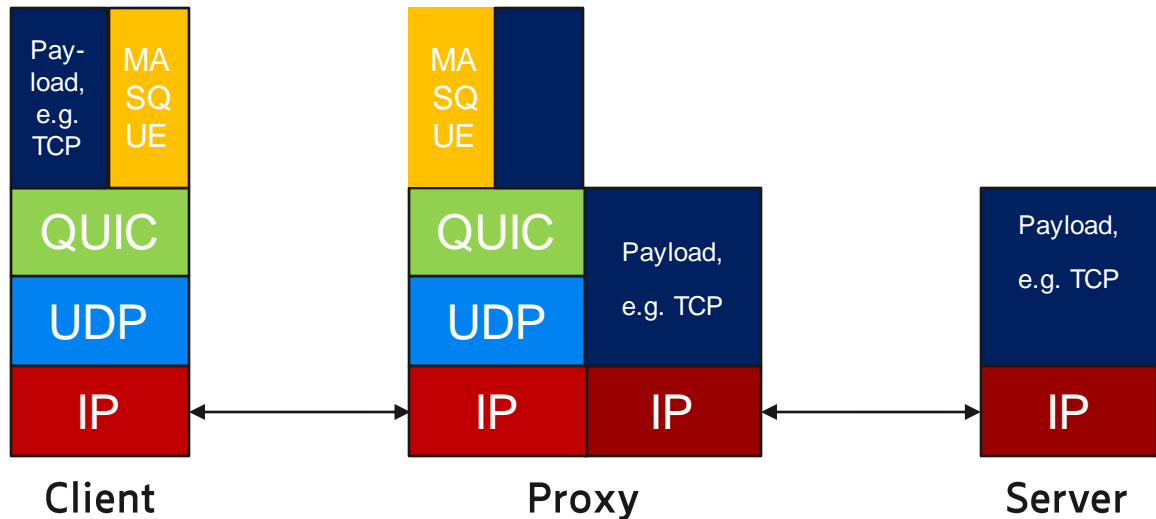 Pay-
load,
e.g.
TCP
MA
SQ
UE
QUIC
UDP
IP
Client
MA
SQ
UE
QUIC
UDP
IP
Payload,
e.g. TCP
IP
Proxy
Payload,
e.g. TCP
IP
Server